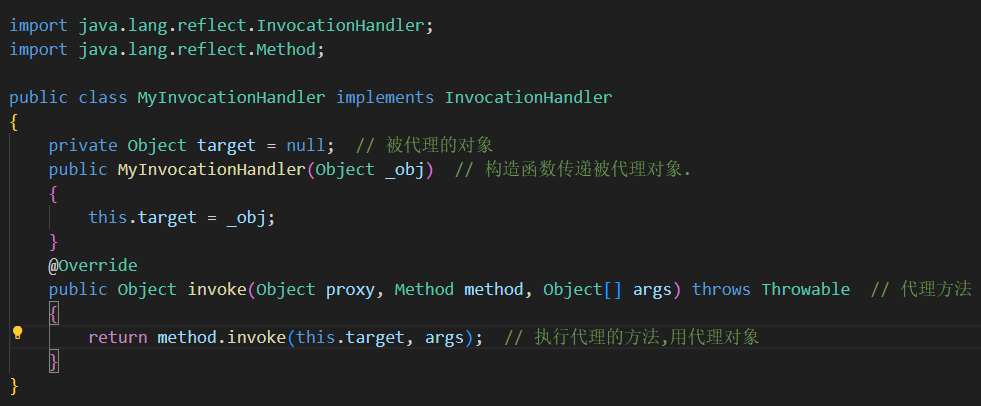 import java.lang.reflect.InvocationHandler;
import java.lang.reflect.Method;
public class MyInvocationHandler implements InvocationHandler
{
private Object target = null;  // 被代理的对象
public MyInvocationHandler(Object _obj)  // 构造函数传递被代理对象.
{
this.target = _obj;
}
@Override
public Object invoke(Object proxy, Method method, Object[] args) throws Throwable  // 代理方法
{
return method.invoke(this.target, args);  // 执行代理的方法,用代理对象
}
}